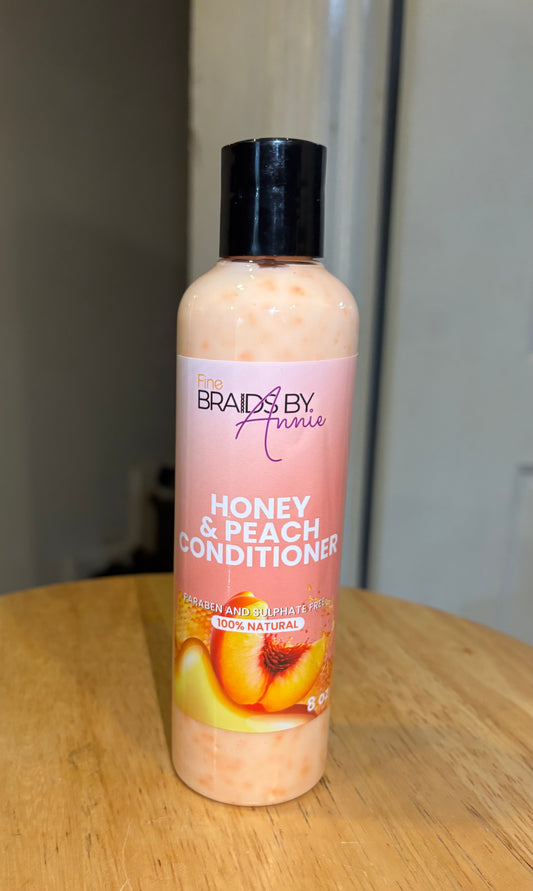 Fine
BRAIDS BY
Annie
HONEY
& PEACH
CONDITIONER
PARABEN AND SULPHATE FREE
100% NATURAL
8 oz